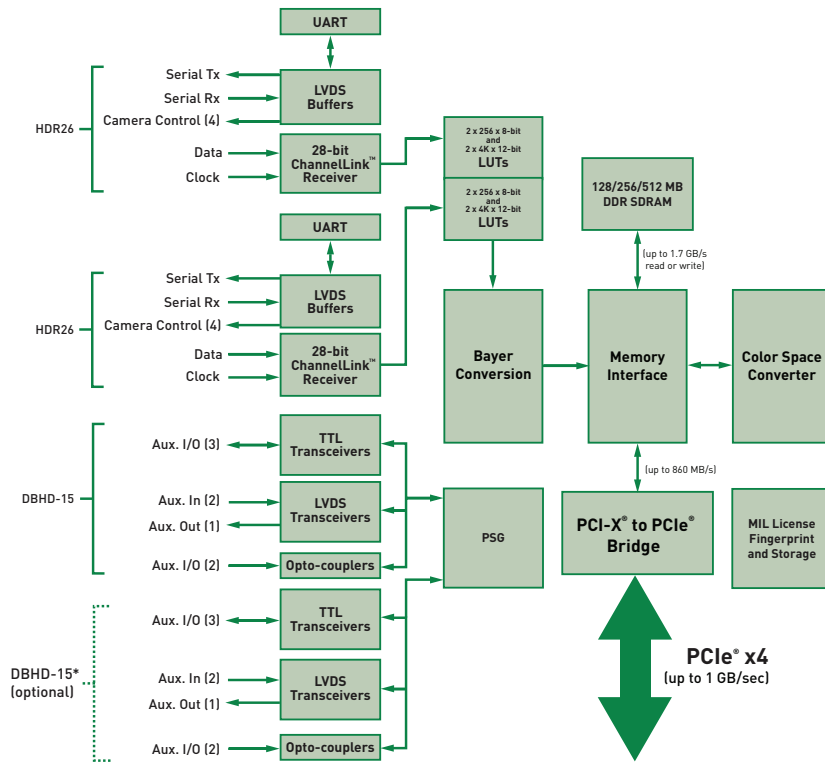 UART
HDR26
Serial Tx
Serial Rx
Camera Control (4)
LVDS
Buffers
Data
Clock
28-bit
ChannelLink™
Receiver
2 x 256 x 8-bit
and
2 x 4K x 12-bit
LUTs
2 x 256 x 8-bit
and
2 x 4K x 12-bit
LUTs
128/256/512 MB
DDR SDRAM
(up to 1.7 GB/s
read or write)
UART
HDR26
Serial Tx
Serial Rx
Camera Control (4)
LVDS
Buffers
Data
Clock
28-bit
ChannelLink™
Receiver
Bayer
Conversion
Memory
Interface
Color Space
Converter
(up to 860 MB/s)
DBHD-15
Aux. I/O (3)
TTL
Transceivers
Aux. In (2)
Aux. Out (1)
LVDS
Transceivers
Aux. I/O (2)
Opto-couplers
PSG
PCI-X® to PCIe®
Bridge
MIL License
Fingerprint
and Storage
DBHD-15*
(optional)
Aux. I/O (3)
TTL
Transceivers
Aux. In (2)
Aux. Out (1)
LVDS
Transceivers
Aux. I/O (2)
Opto-couplers
PCIe® x4
(up to 1 GB/sec)